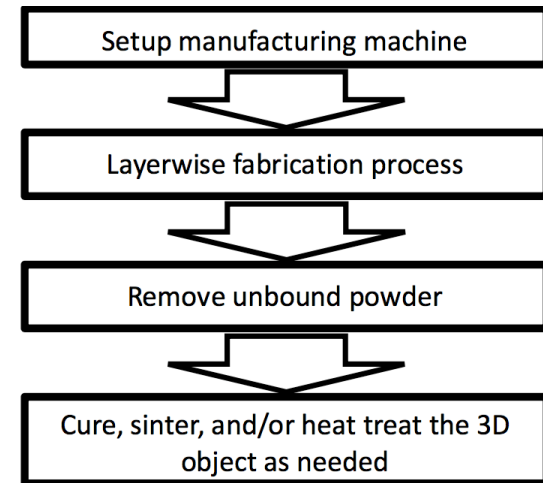 Setup manufacturing machine
Layerwise fabrication process
Remove unbound powder
Cure, sinter, and/or heat treat the 3D
object as needed